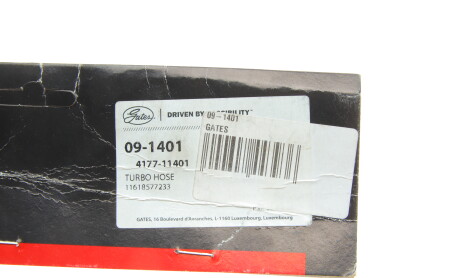 Gates
DRIVEN BY
BILITY™
09-1401
GATES
09-1401
4177-11401
TURBO HOSE
11618577233
GATES, 16 Boulevard d'Avranches, L-1160 Luxembourg, Luxembourg